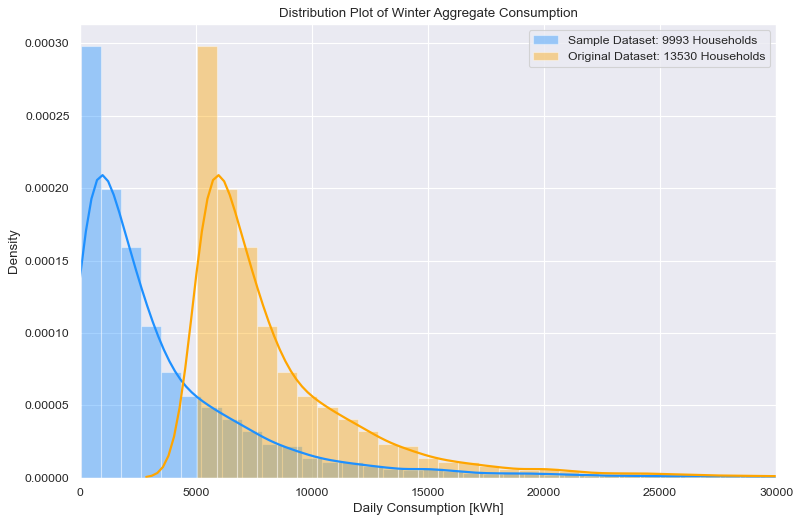 Distribution Plot of Winter Aggregate Consumption
Sample Dataset: 9993 Households
Original Dataset: 13530 Households
0.00030
0.00025
0.00020
0.00015
0.00010
0.00005
0.00000
Density
0 5000 10000 15000 20000 25000 30000
Daily Consumption [kWh]